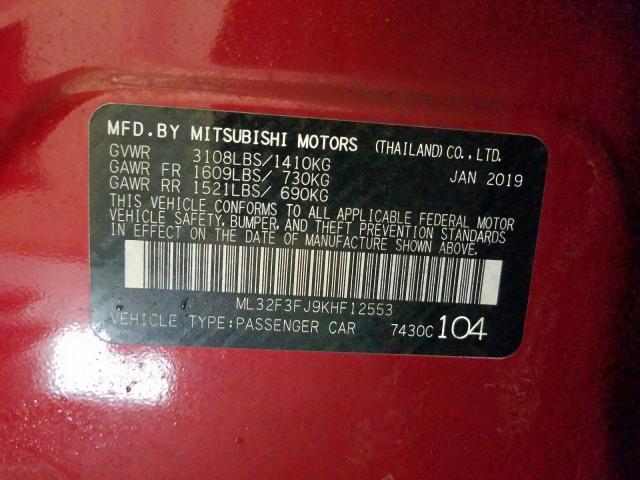 MFD.BY MITSUBISHI MOTORS (THAILAND)CO.,LTD.
GVWR 3108LBS/1410KG JAN 2019
GAWR FR 1609LBS/ 730KG
GAWR RR 1521LBS/ 690KG
THIS VEHICLE CONFORMS TO ALL APPLICABLE FEDERAL MOTOR
VEHICLE SAFETY, BUMPER, AND THEFT PREVENTION STANDARDS
IN EFFECT ON THE DATE OF MANUFACTURE SHOWN ABOVE.
ML32F3FJ9KHF12553
VEHICLE TYPE:PASSENGER CAR 7430C 104